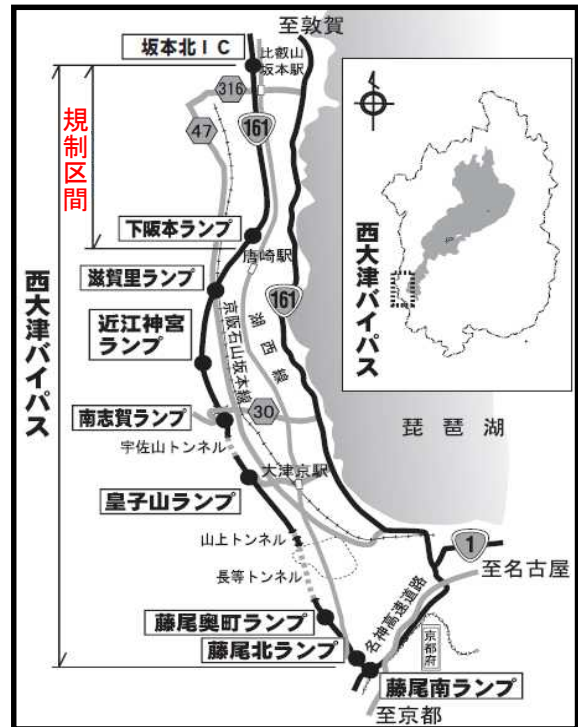 至敦賀
坂本北IC
比叡山
坂本駅
316
47
161
規制区間
下阪本ランプ
唐崎駅
滋賀里ランプ
161
西大津バイパス
近江神宮
ランプ
京阪石山坂本線
湖西線
西大津バイパス
南志賀ランプ
30
琵琶湖
宇佐山トンネル
大津京駅
皇子山ランプ
山上トンネル
1
至名古屋
長等トンネル
名神高速道路
藤尾奥町ランプ
京都府
藤尾北ランプ
藤尾南ランプ
至京都